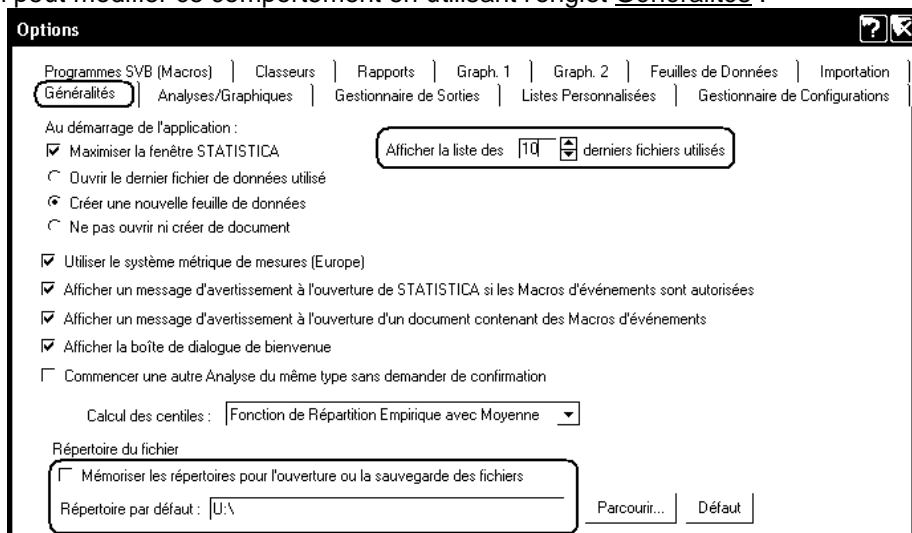 peut modifier ce comportement en utilisant l'onglet Généralités :
Options
Programmes SVB (Macros) Classeurs Rapports Graph. 1 Graph. 2 Feuilles de Données Importation
Généralités Analyses/Graphiques Gestionnaire de Sorties Listes Personnalisées Gestionnaire de Configurations
Au démarrage de l'application :
Maximiser la fenêtre STATISTICA Afficher la liste des 10 derniers fichiers utilisés
Ouvrir le dernier fichier de données utilisé
Créer une nouvelle feuille de données
Ne pas ouvrir ni créer de document
Utiliser le système métrique de mesures (Europe)
Afficher un message d'avertissement à l'ouverture de STATISTICA si les Macros d'événements sont autorisées
Afficher un message d'avertissement à l'ouverture d'un document contenant des Macros d'événements
Afficher la boîte de dialogue de bienvenue
Commencer une autre Analyse du même type sans demander de confirmation
Calcul des centiles : Fonction de Répartition Empirique avec Moyenne
Répertoire du fichier
Mémoriser les répertoires pour l'ouverture ou la sauvegarde des fichiers
Répertoire par défaut : U:\ Parcourir... Défaut